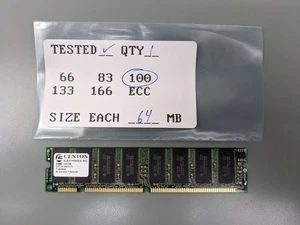 TESTED ✓ QTY 1
66 83 100
133 166 ECC
SIZE EACH 64 MB
CENTON